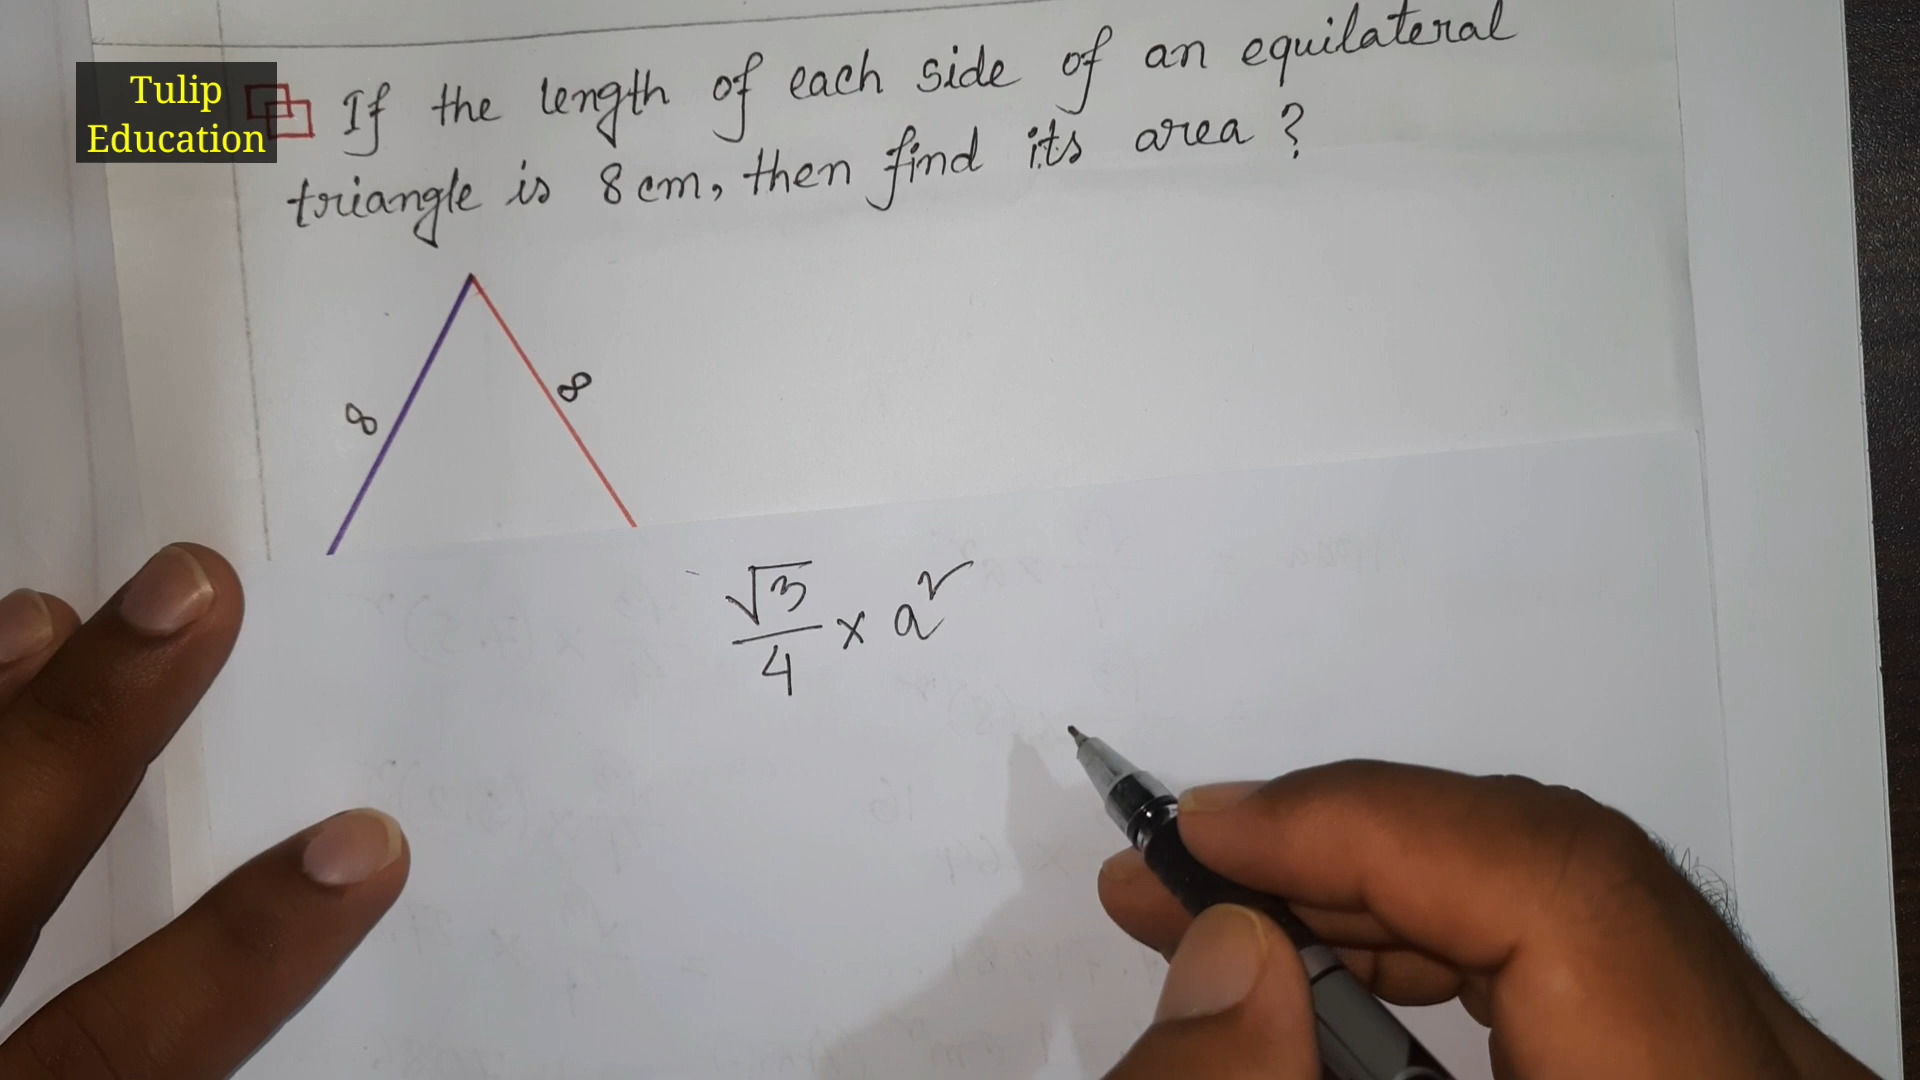 Tulip
Education
If the length of each side of an equilateral
triangle is 8 cm, then find its area ?
8
8
√3/4 × a²